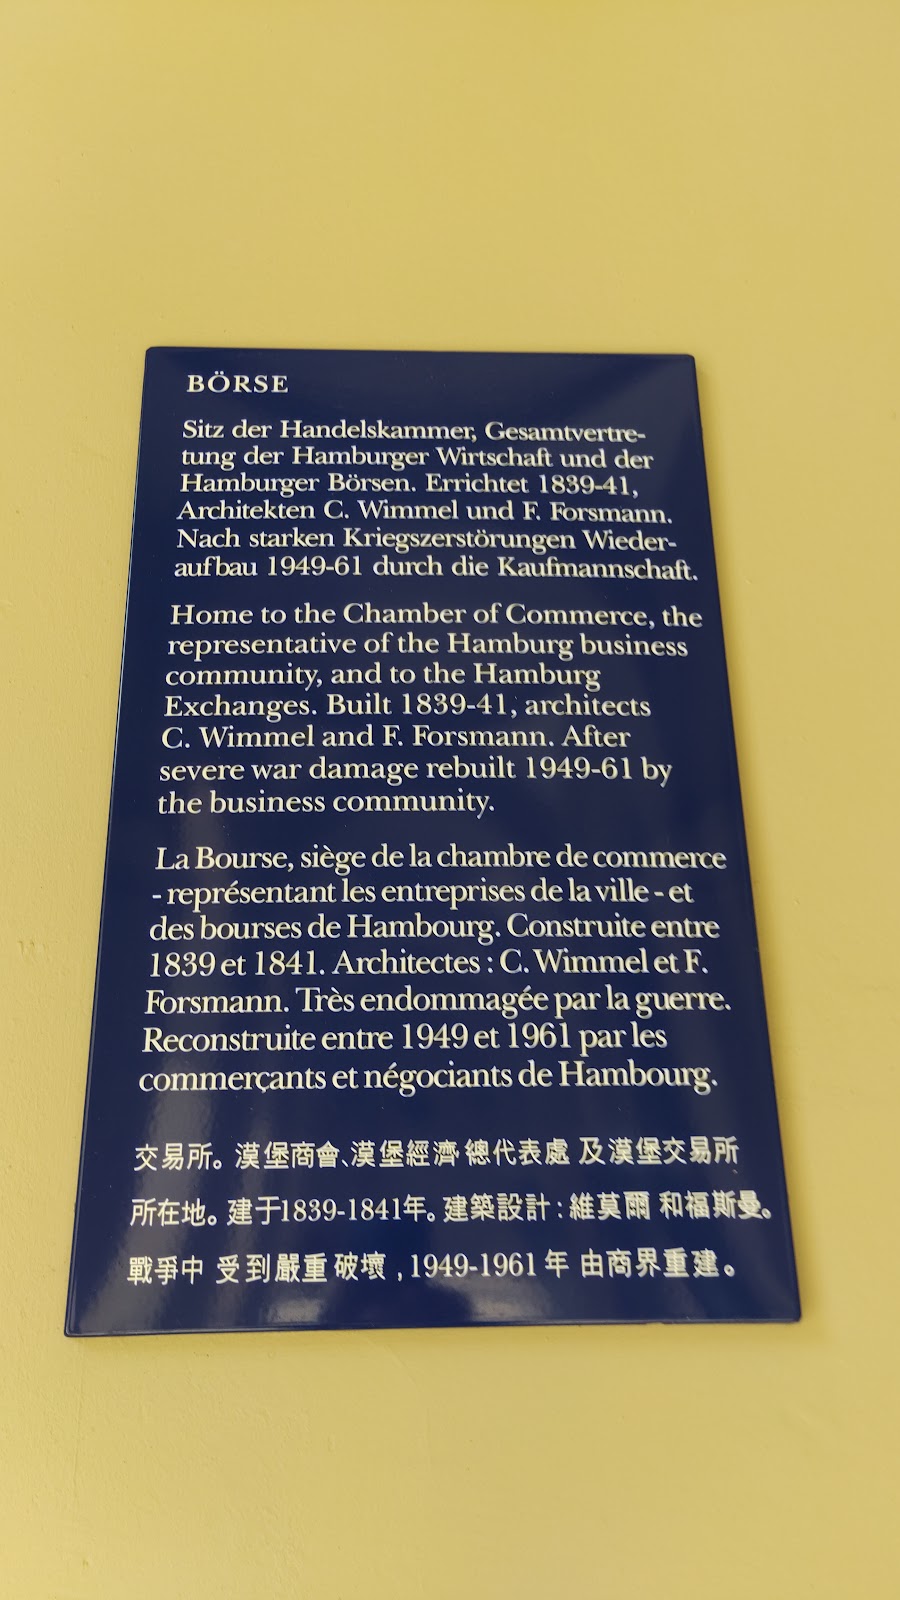 BÖRSE
Sitz der Handelskammer, Gesamtvertre-
tung der Hamburger Wirtschaft und der
Hamburger Börsen. Errichtet 1839-41,
Architekten C. Wimmel und F. Forsmann.
Nach starken Kriegszerstörungen Wieder-
aufbau 1949-61 durch die Kaufmannschaft.
Home to the Chamber of Commerce, the
representative of the Hamburg business
community, and to the Hamburg
Exchanges. Built 1839-41, architects
C. Wimmel and F. Forsmann. After
severe war damage rebuilt 1949-61 by
the business community.
La Bourse, siège de la chambre de commerce
- représentant les entreprises de la ville - et
des bourses de Hambourg. Construite entre
1839 et 1841. Architectes : C. Wimmel et F.
Forsmann. Très endommagée par la guerre.
Reconstruite entre 1949 et 1961 par les
commerçants et négociants de Hambourg.
交易所。漢堡商會、漢堡經濟總代表處 及漢堡交易所
所在地。建于1839-1841年。建築設計：維莫爾 和福斯曼。
戰爭中 受到嚴重破壞 , 1949-1961 年 由商界重建。